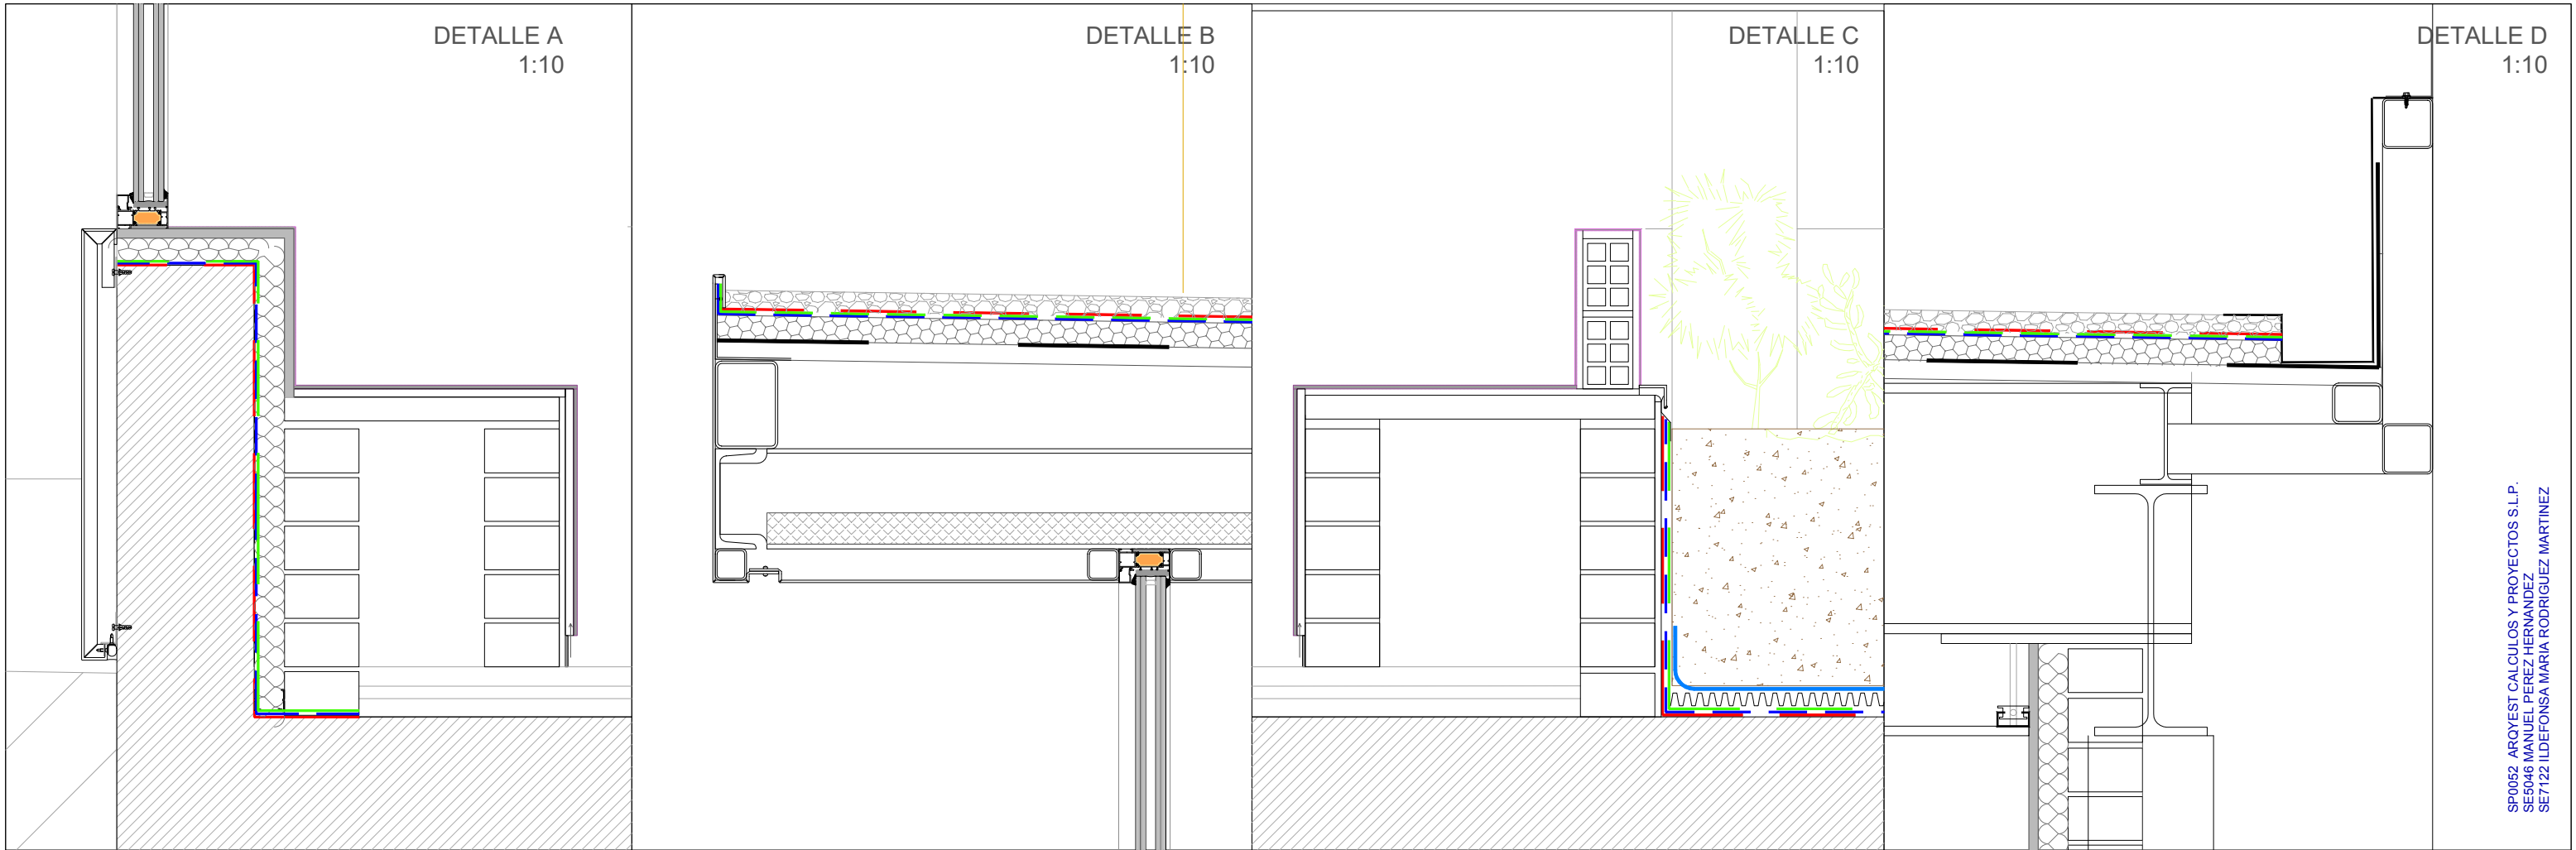 DETALLE A
1:10
DETALLE B
1:10
DETALLE C
1:10
DETALLE D
1:10
SP0052 ARQYEST CALCULOS Y PROYECTOS S.L.P.
SE5046 MANUEL PEREZ HERNANDEZ
SE7122 ILDEFONSA MARIA RODRIGUEZ MARTINEZ